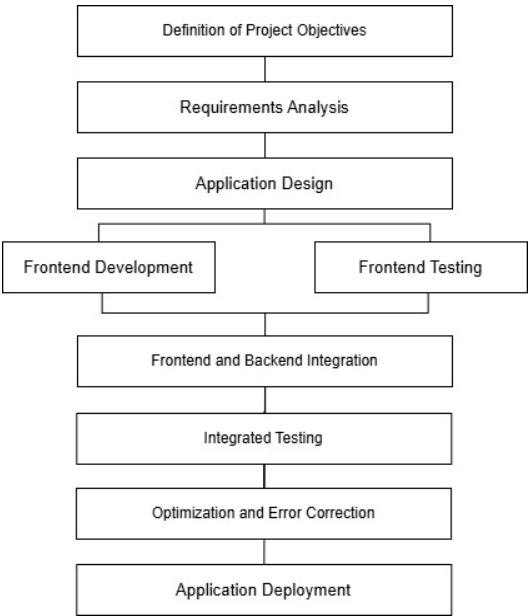 Definition of Project Objectives
Requirements Analysis
Application Design
Frontend Development
Frontend Testing
Frontend and Backend Integration
Integrated Testing
Optimization and Error Correction
Application Deployment